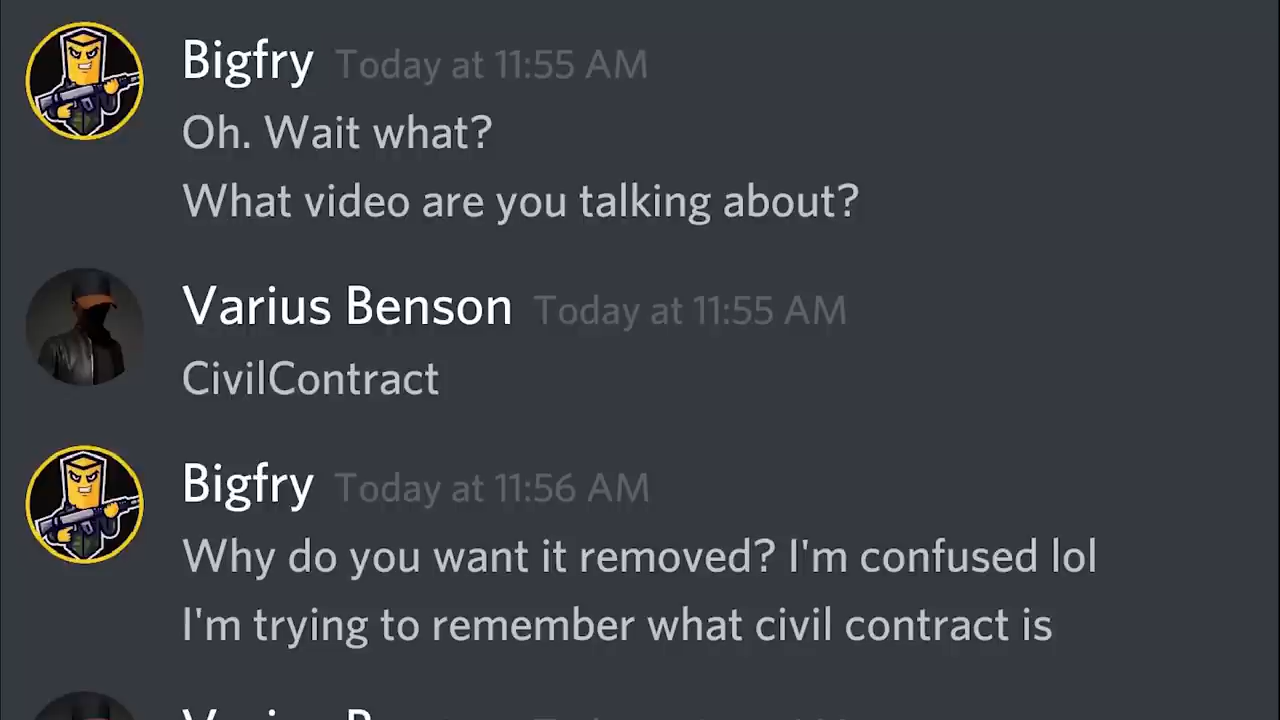 Bigfry Today at 11:55 AM
Oh. Wait what?
What video are you talking about?
Varius Benson Today at 11:55 AM
CivilContract
Bigfry Today at 11:56 AM
Why do you want it removed? I'm confused lol
I'm trying to remember what civil contract is